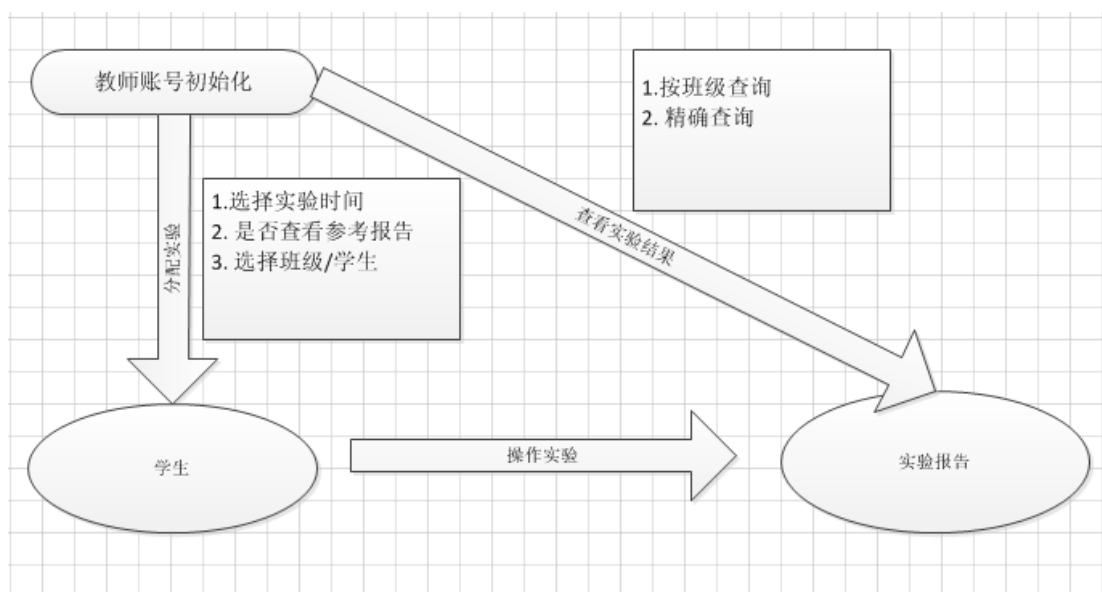 教师账号初始化
1.按班级查询
2. 精确查询
1.选择实验时间
2. 是否查看参考报告
3. 选择班级/学生
分配实验
查看实验结果
学生
操作实验
实验报告